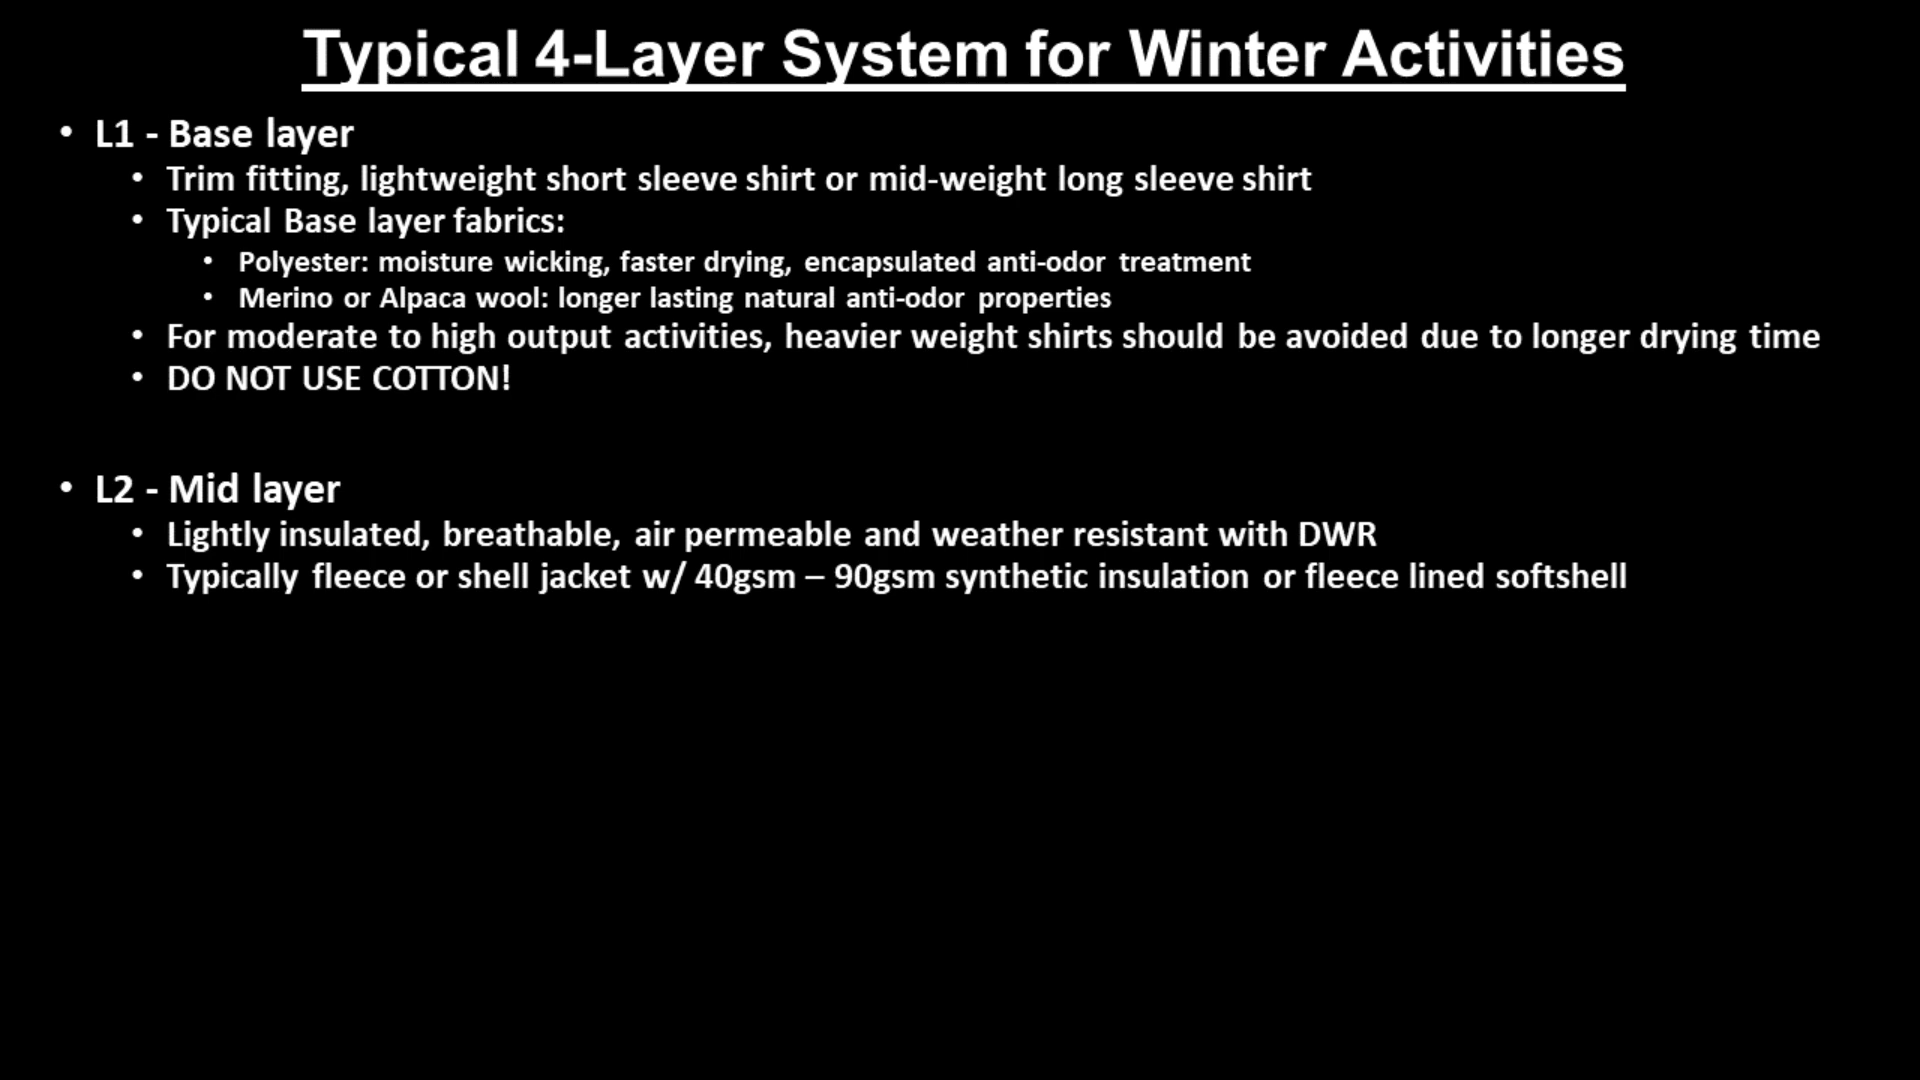 Typical 4-Layer System for Winter Activities
• L1 - Base layer
• Trim fitting, lightweight short sleeve shirt or mid-weight long sleeve shirt
• Typical Base layer fabrics:
• Polyester: moisture wicking, faster drying, encapsulated anti-odor treatment
• Merino or Alpaca wool: longer lasting natural anti-odor properties
• For moderate to high output activities, heavier weight shirts should be avoided due to longer drying time
• DO NOT USE COTTON!
• L2 - Mid layer
• Lightly insulated, breathable, air permeable and weather resistant with DWR
• Typically fleece or shell jacket w/ 40gsm – 90gsm synthetic insulation or fleece lined softshell